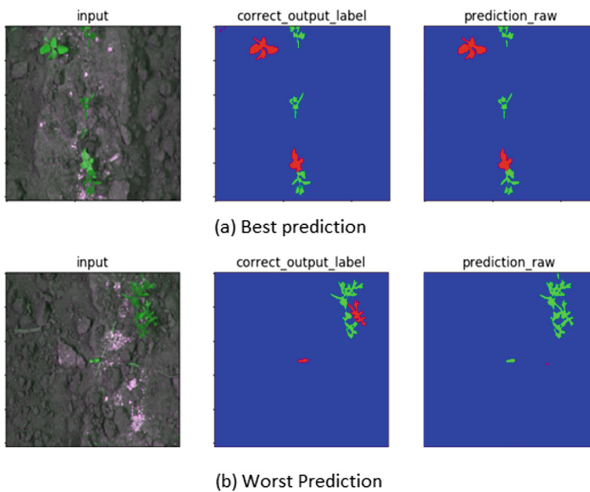 input correct_output_label prediction_raw
(a) Best prediction
input correct_output_label prediction_raw
(b) Worst Prediction